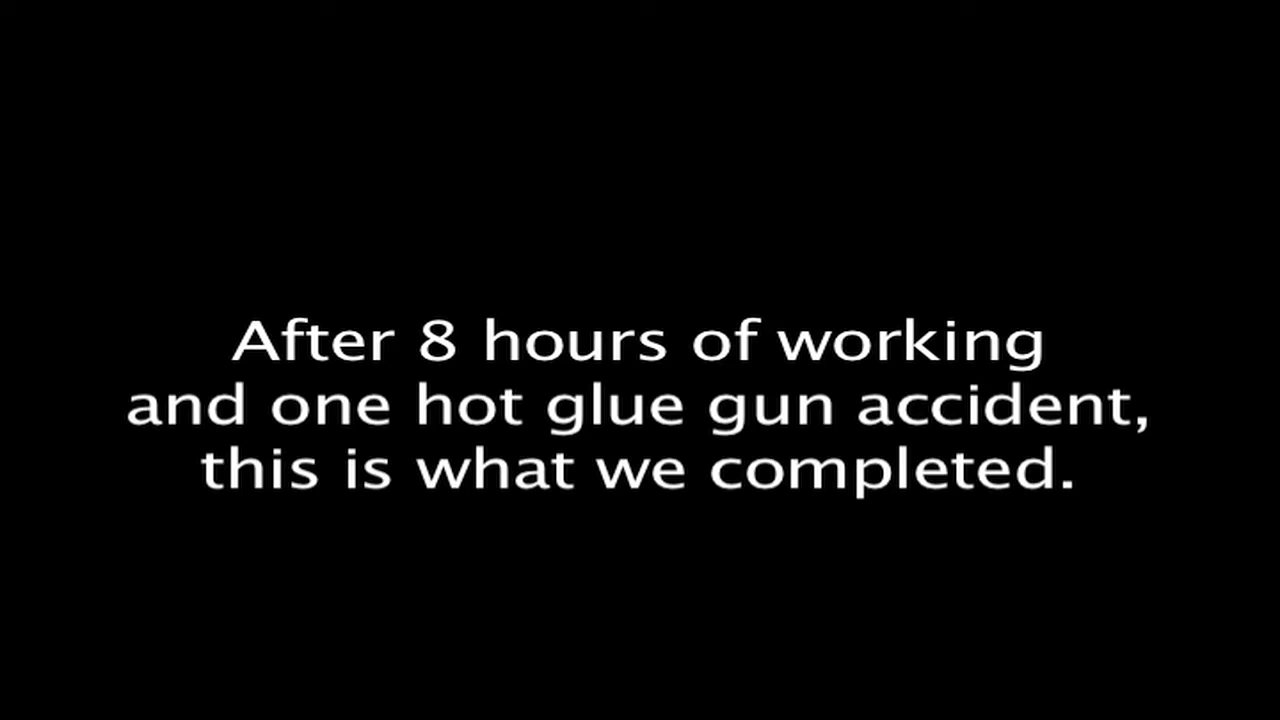 After 8 hours of working
and one hot glue gun accident,
this is what we completed.